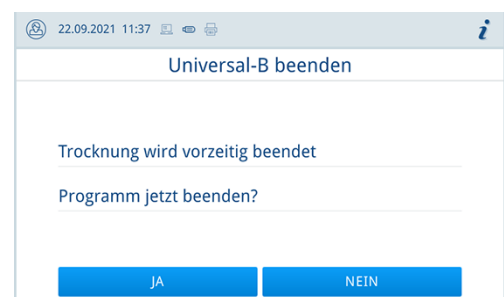 22.09.2021 11:37
i
Universal-B beenden
Trocknung wird vorzeitig beendet
Programm jetzt beenden?
JA
NEIN